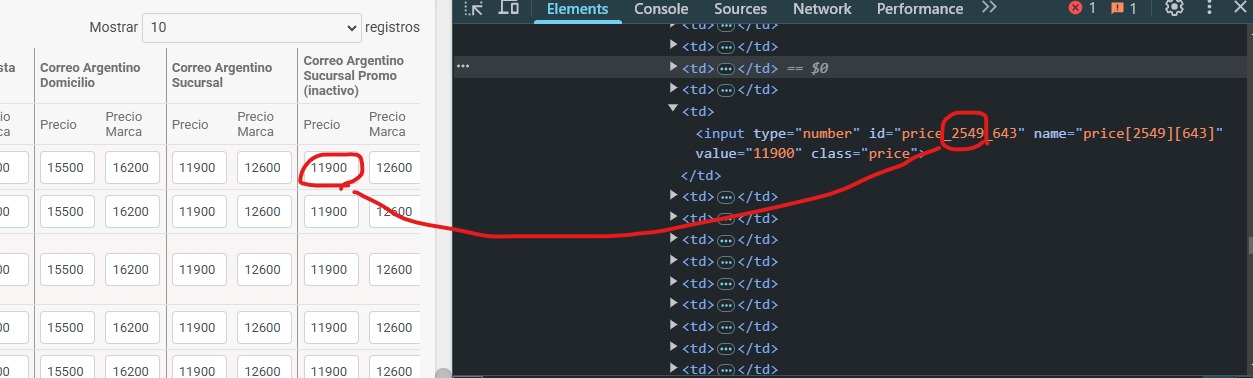 Mostrar 10 registros
sta
Correo Argentino Domicilio
Correo Argentino Sucursal
Correo Argentino Sucursal Promo (inactivo)
io
ca
Precio
Precio Marca
Precio
Precio Marca
Precio
Precio Marca
00 15500 16200 11900 12600 11900 12600
00 15500 16200 11900 12600 11900 12600
00 15500 16200 11900 12600 11900 12600
00 15500 16200 11900 12600 11900 12600
00 15500 16200 11900 12600 11900 12600
Elements Console Sources Network Performance 1 1
<td>…</td>
<td>…</td>
<td>…</td> == $0
<td>…</td>
<td>
<input type="number" id="price_2549_643" name="price[2549][643]"
value="11900" class="price">
</td>
<td>…</td>
<td>…</td>
<td>…</td>
<td>…</td>
<td>…</td>
<td>…</td>
<td>…</td>
<td>…</td>
<td>…</td>